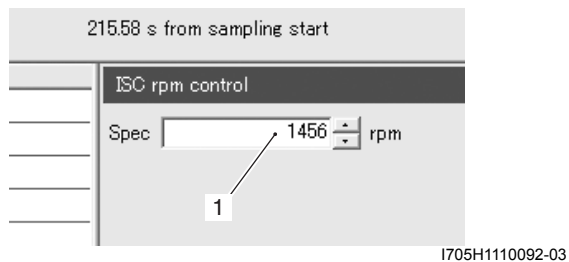 215.58 s from sampling start
ISC rpm control
Spec 1456 rpm
1
I705H1110092-03